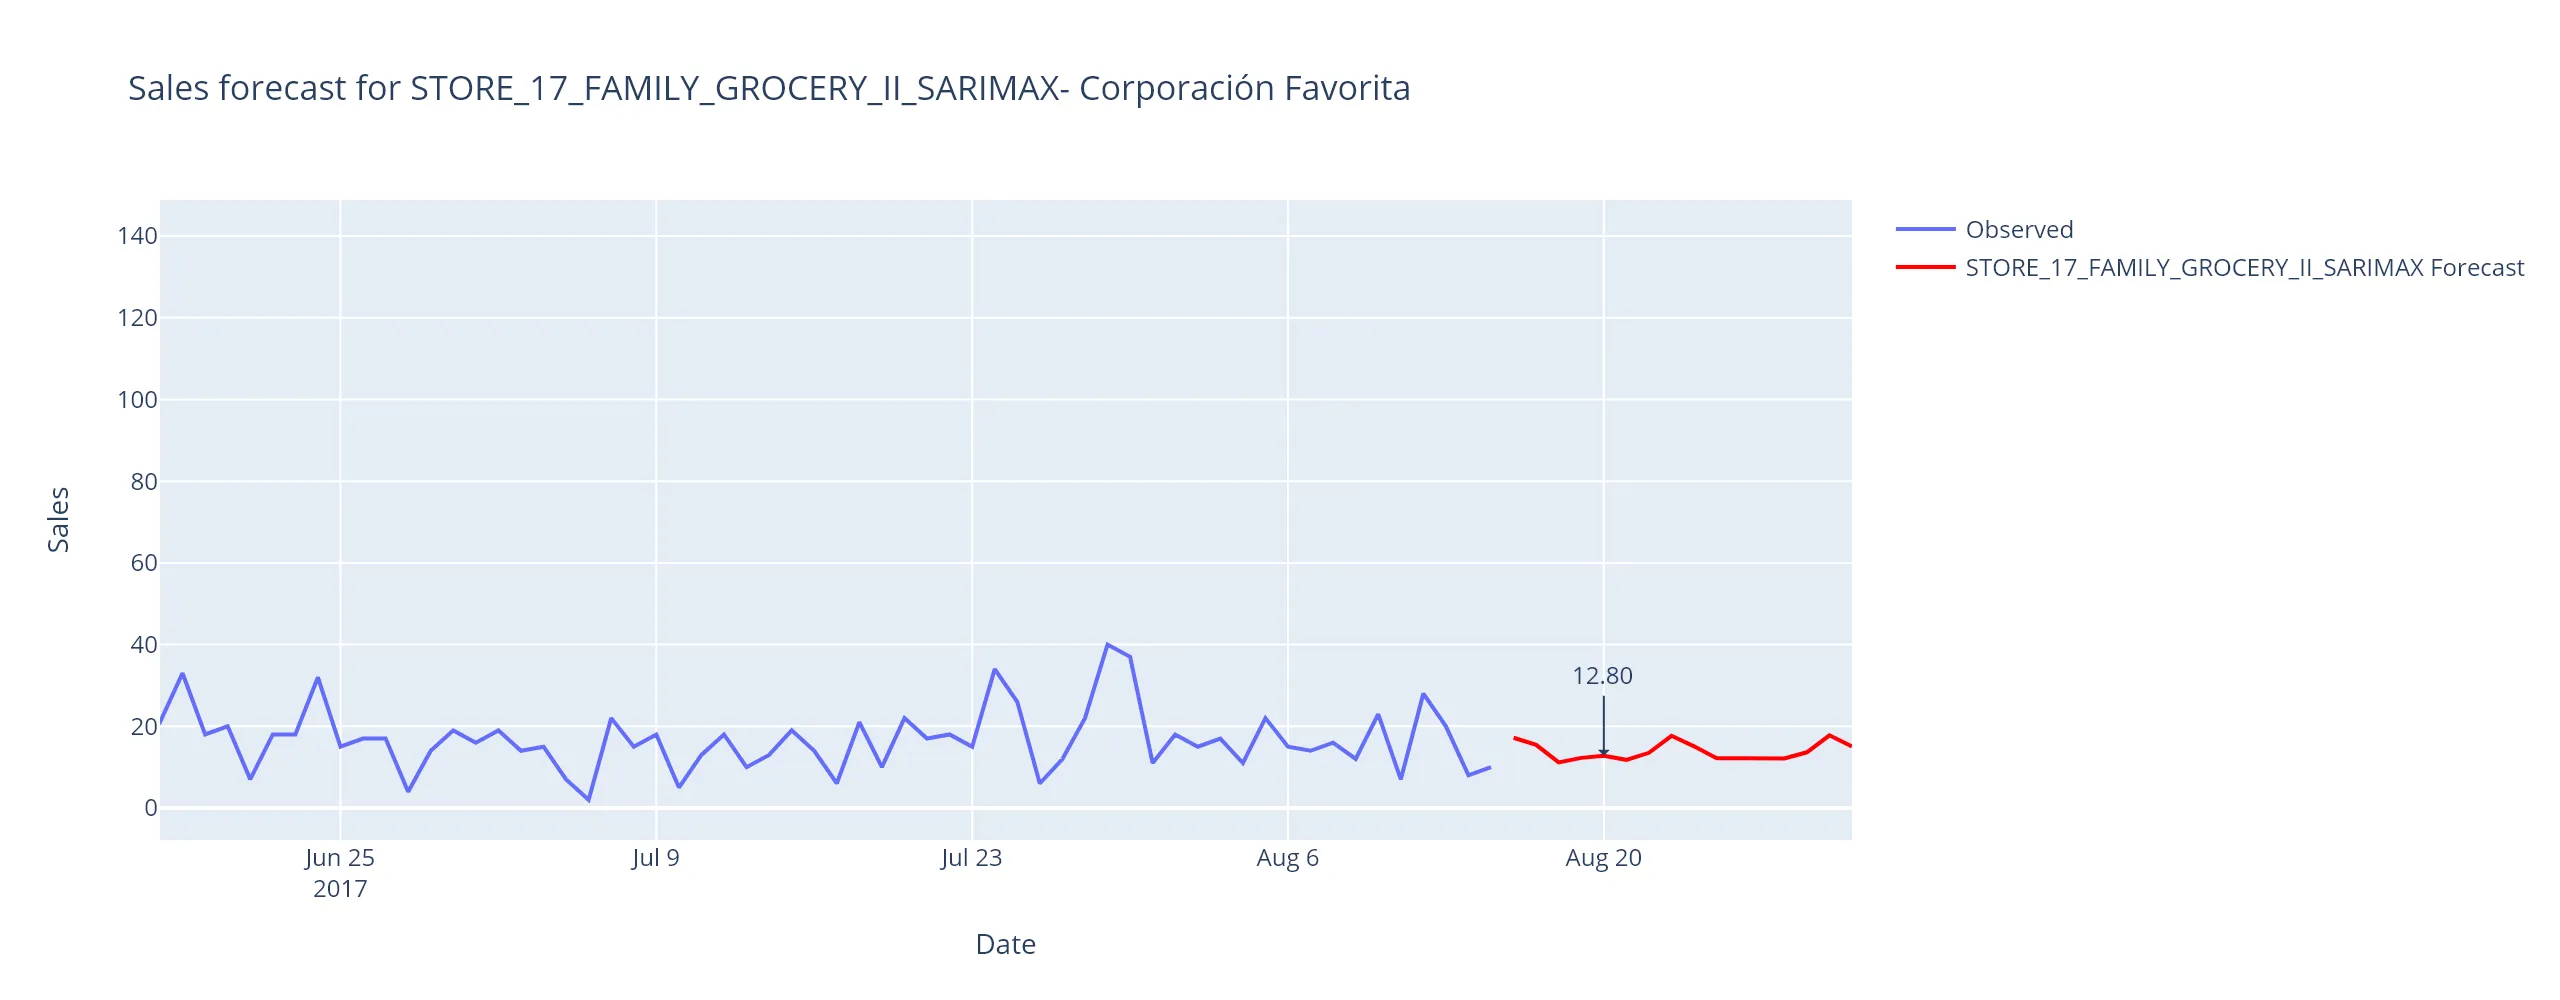 Sales forecast for STORE_17_FAMILY_GROCERY_II_SARIMAX- Corporación Favorita
Observed
STORE_17_FAMILY_GROCERY_II_SARIMAX Forecast
140
120
100
80
60
40
20
0
Sales
12.80
Jun 25
2017
Jul 9
Jul 23
Aug 6
Aug 20
Date